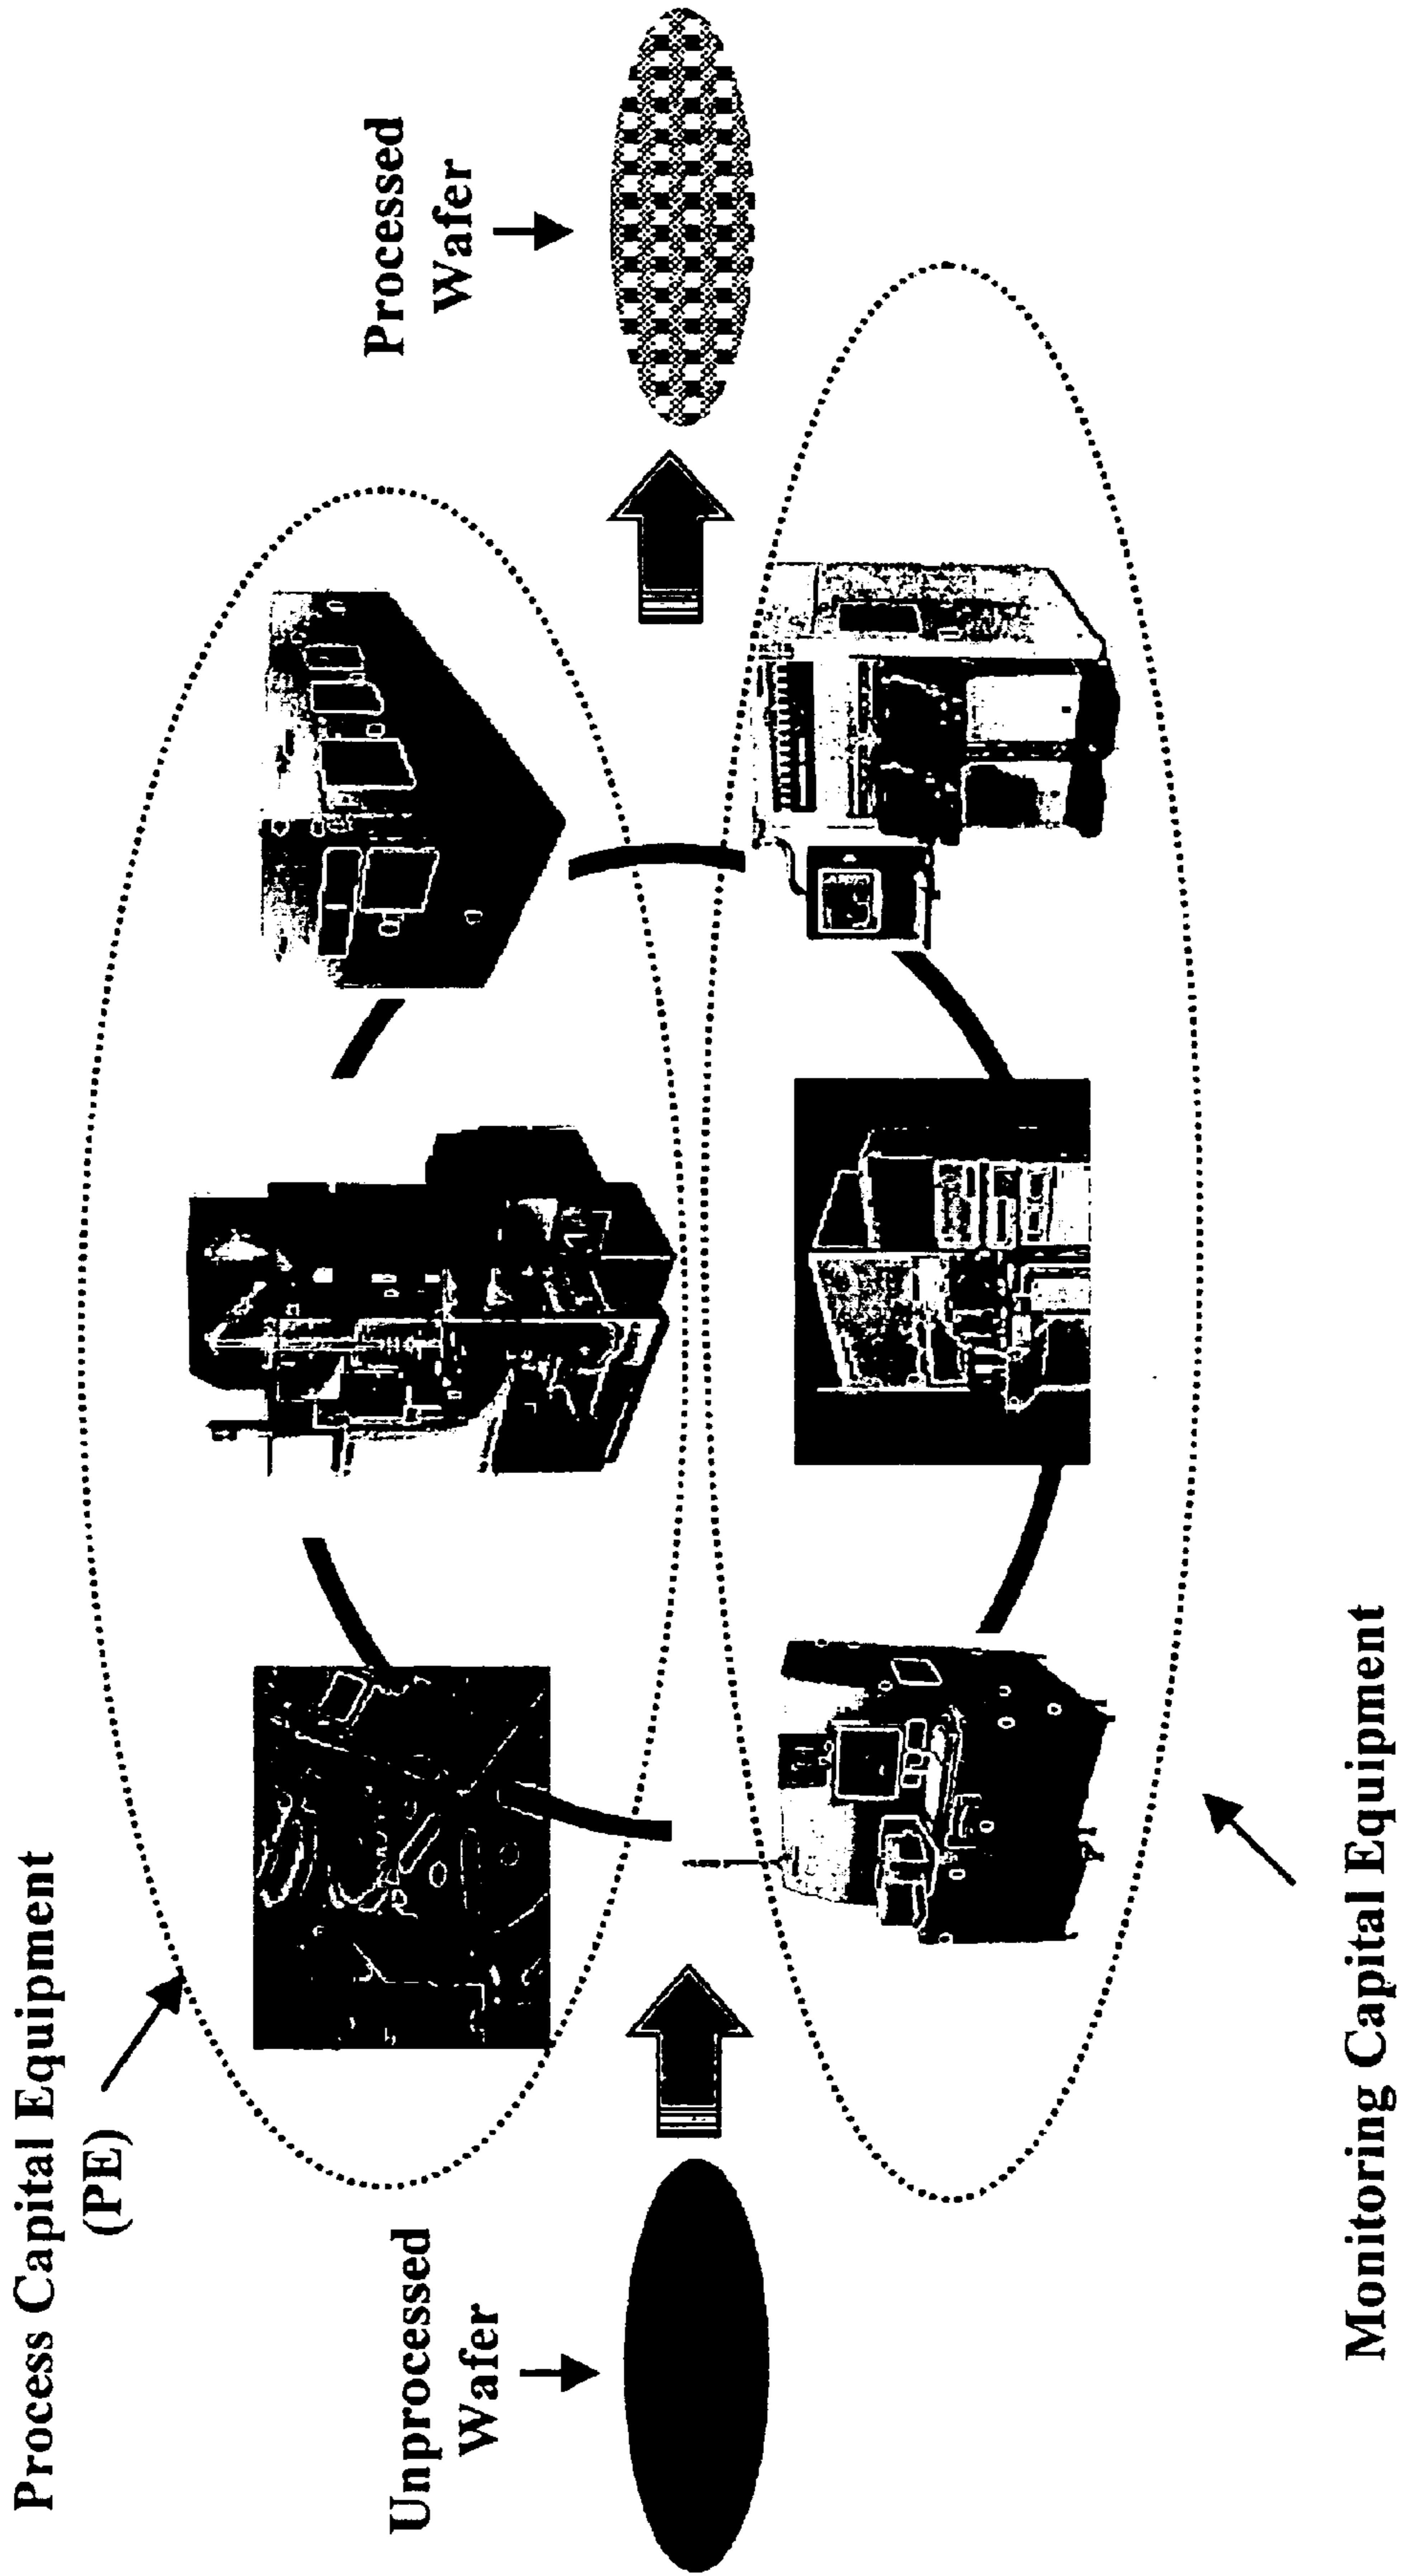 Process Capital Equipment
(PE)
Unprocessed
Wafer
Processed
Wafer
Monitoring Capital Equipment